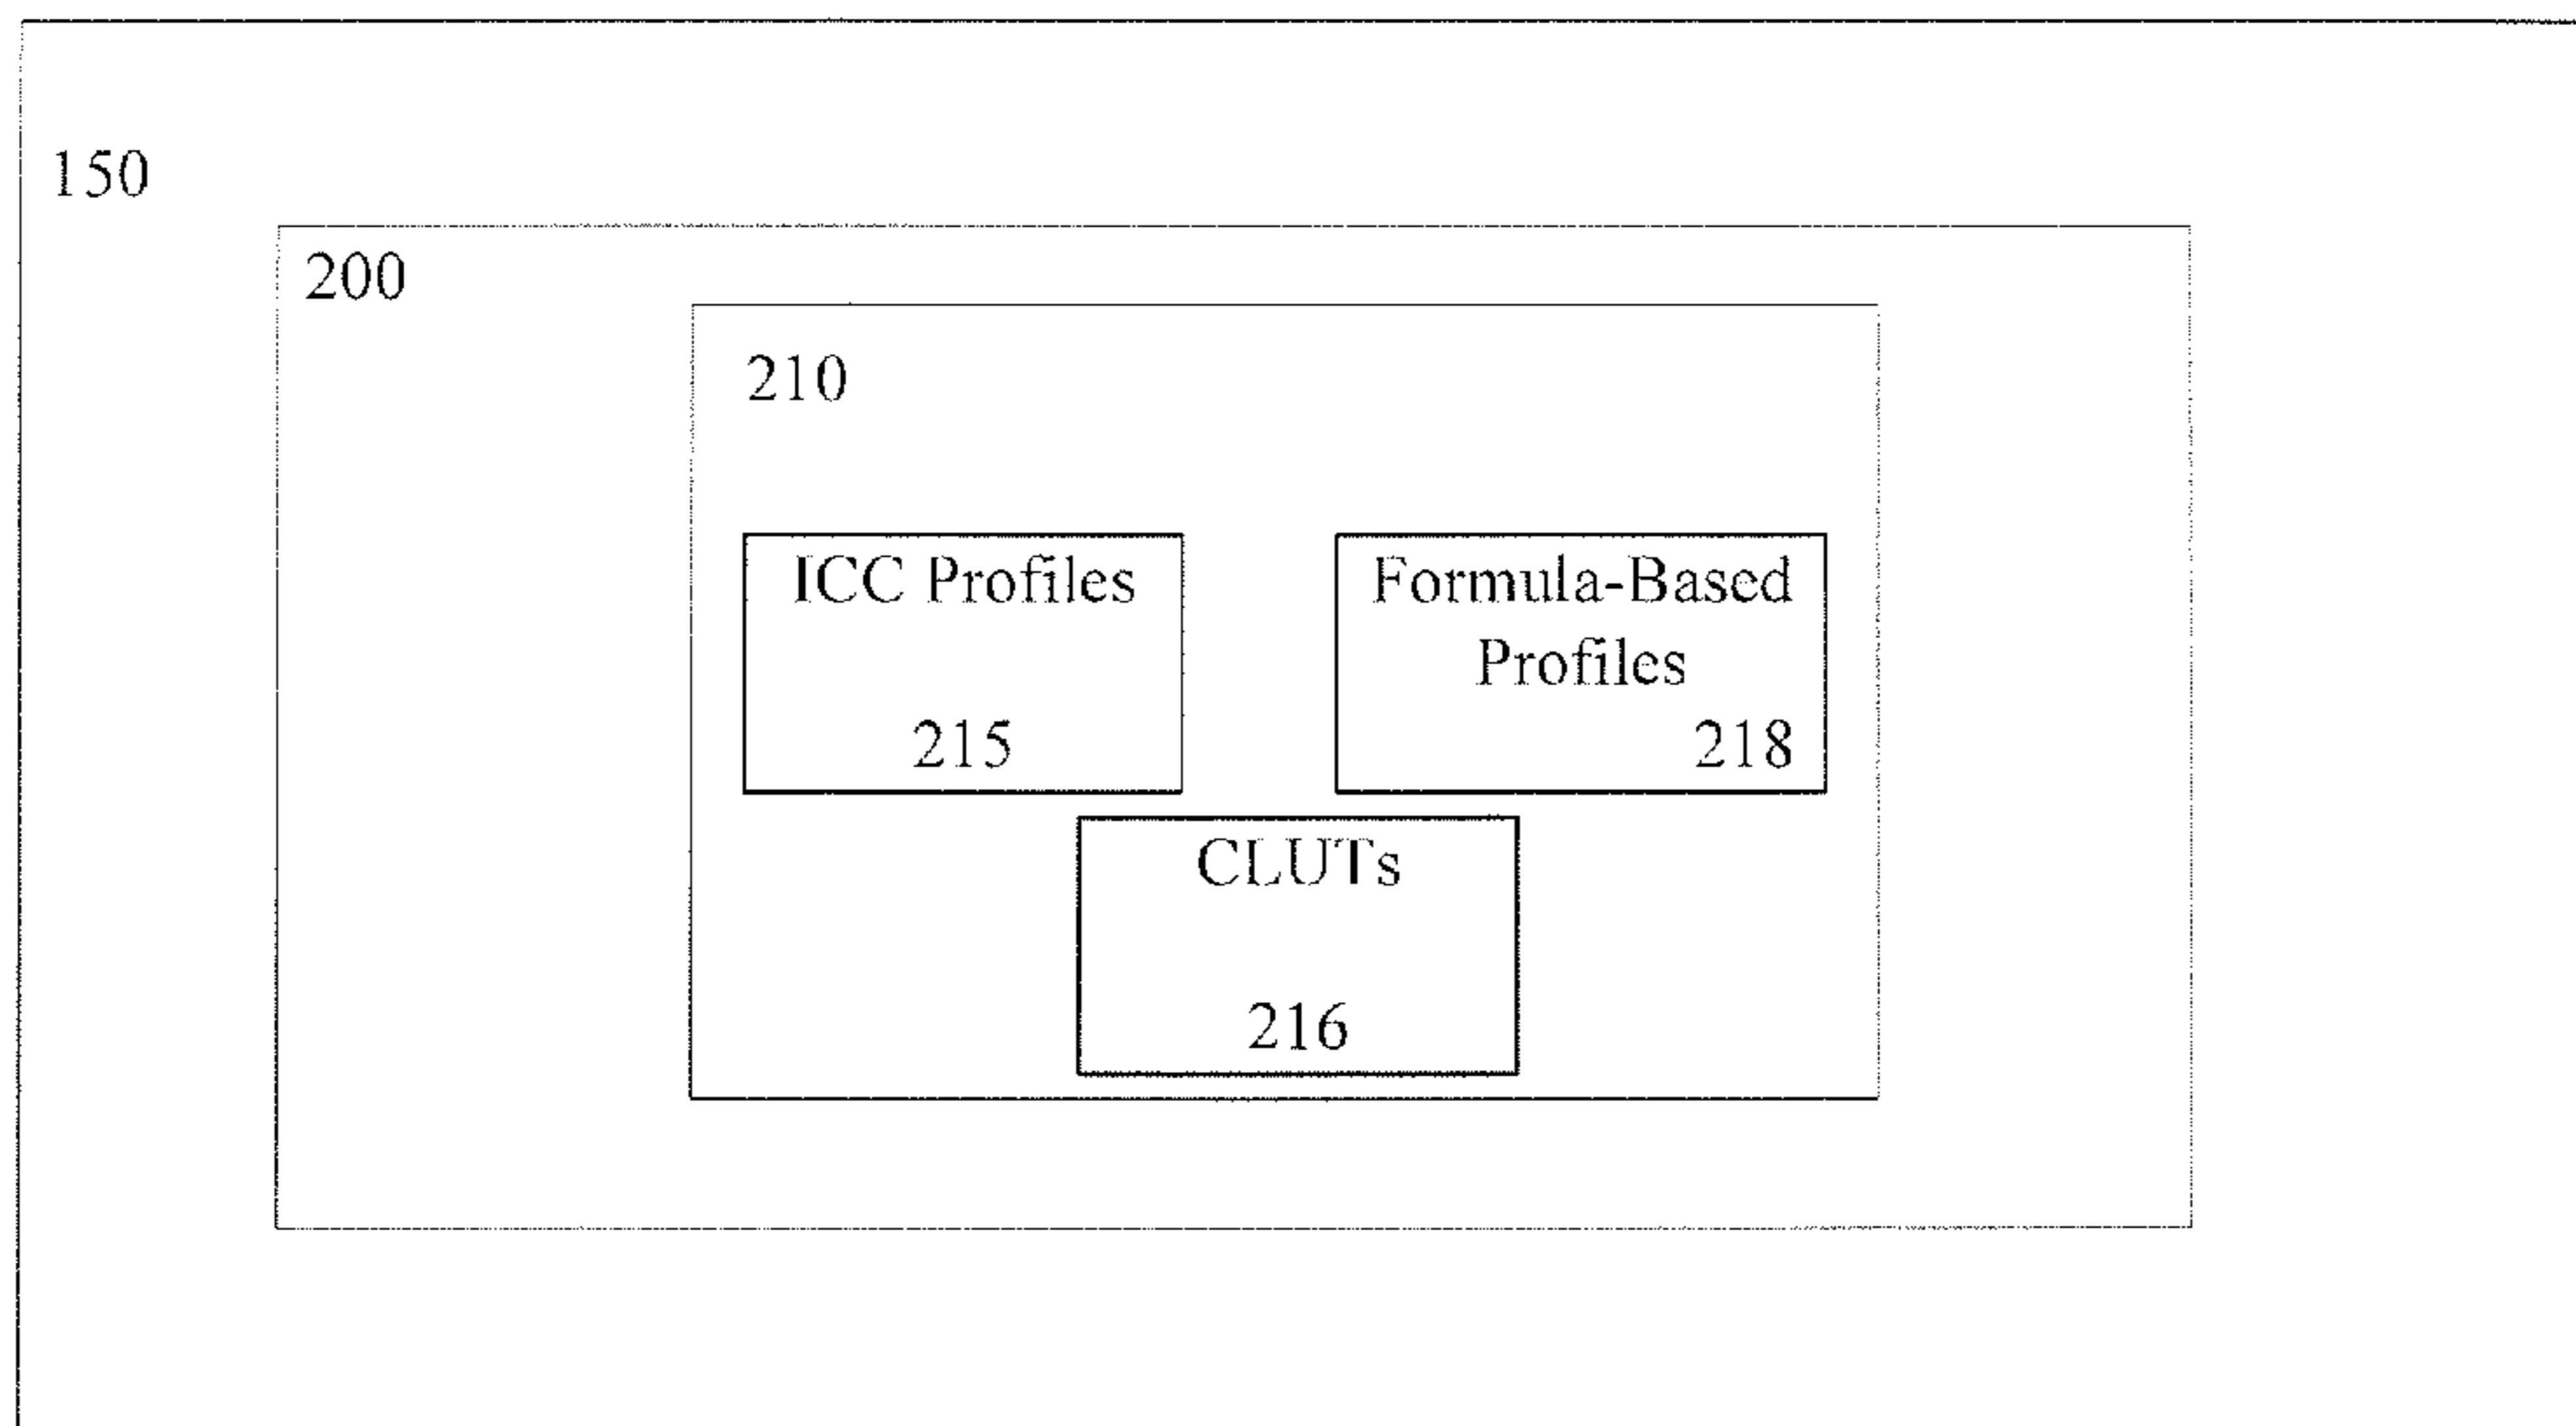 150
200
210
ICC Profiles
215
Formula-Based
Profiles
218
CLUTs
216